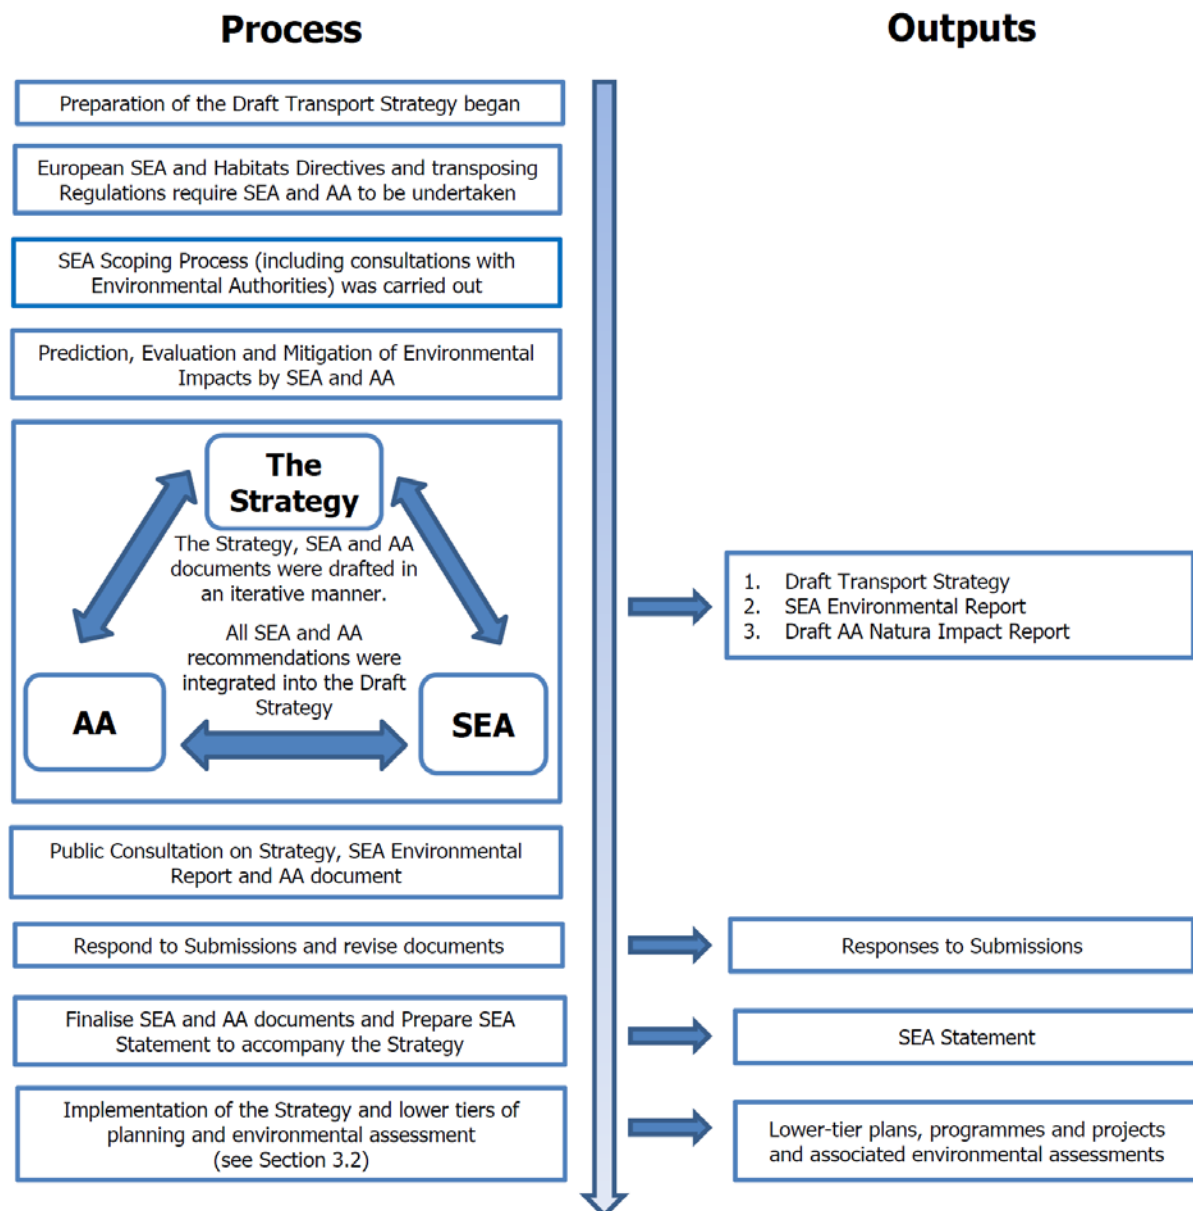 Process
Outputs
Preparation of the Draft Transport Strategy began
European SEA and Habitats Directives and transposing
Regulations require SEA and AA to be undertaken
SEA Scoping Process (including consultations with
Environmental Authorities) was carried out
Prediction, Evaluation and Mitigation of Environmental
Impacts by SEA and AA
The
Strategy
The Strategy, SEA and AA
documents were drafted in
an iterative manner.
All SEA and AA
recommendations were
integrated into the Draft
Strategy
AA
SEA
1. Draft Transport Strategy
2. SEA Environmental Report
3. Draft AA Natura Impact Report
Public Consultation on Strategy, SEA Environmental
Report and AA document
Respond to Submissions and revise documents
Responses to Submissions
Finalise SEA and AA documents and Prepare SEA
Statement to accompany the Strategy
SEA Statement
Implementation of the Strategy and lower tiers of
planning and environmental assessment
(see Section 3.2)
Lower-tier plans, programmes and projects
and associated environmental assessments